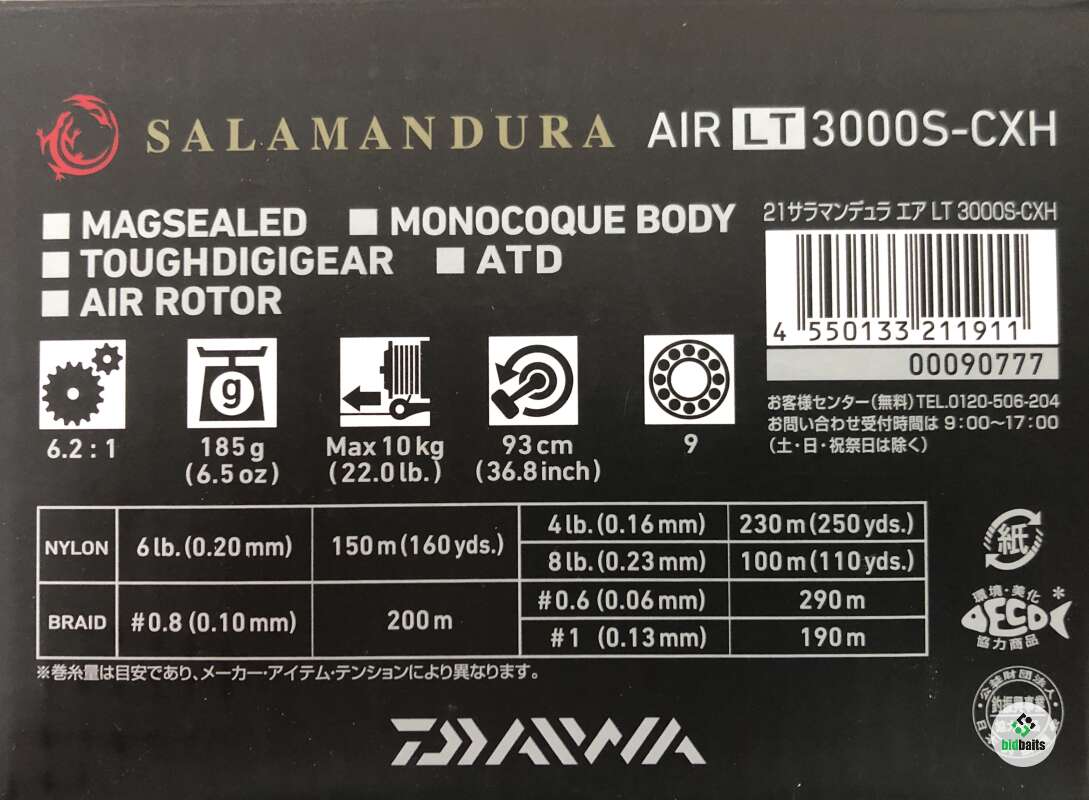 SALAMANDURA AIR LT 3000S-CXH
MAGSEALED MONOCOQUE BODY
TOUGHDIGIGEAR ATD
AIR ROTOR
21サラマンデュラ エア LT 3000S-CXH
4 550133 211911
00090777
お客様センター(無料)TEL.0120-506-204
お問い合わせ受付時間は 9:00～17:00
(土・日・祝祭日は除く)
g
6.2 : 1
185g
(6.5 oz)
Max 10 kg
(22.0 lb.)
93 cm
(36.8 inch)
9
NYLON 6 lb. (0.20 mm) 150 m (160 yds.) 4 lb. (0.16 mm) 230 m (250 yds.)
8 lb. (0.23 mm) 100 m (110 yds.)
BRAID #0.8 (0.10 mm) 200 m #0.6 (0.06 mm) 290 m
#1 (0.13 mm) 190 m
※巻糸量は目安であり、メーカー・アイテム・テンションにより異なります。
DAIWA
紙
環境・美化
DECO*
協力商品
公益財団法人
bidbaits